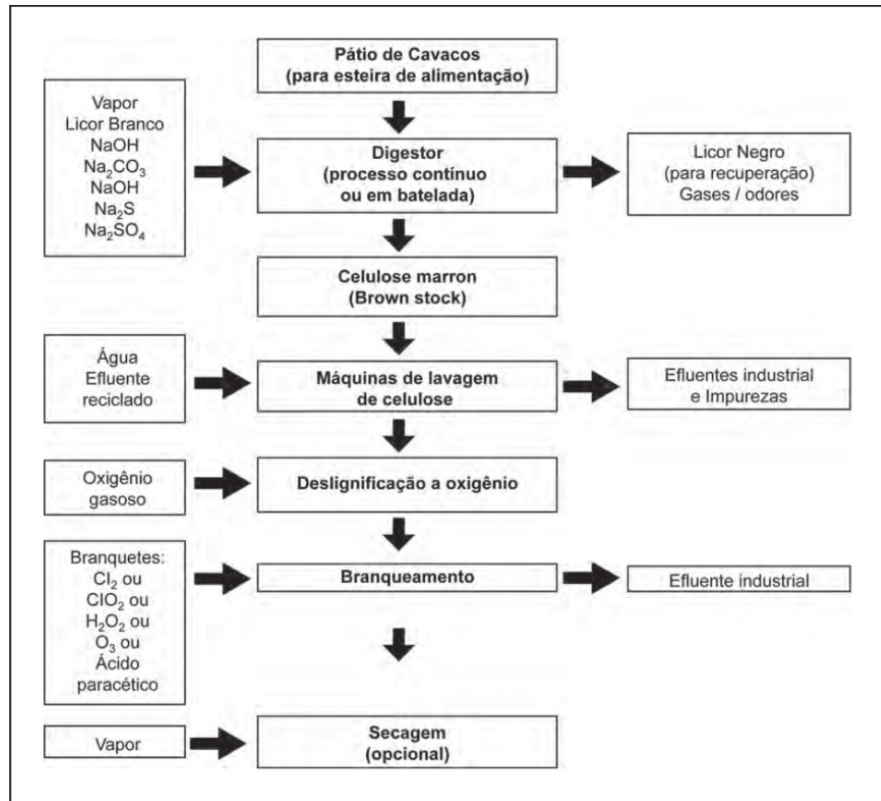 Pátio de Cavacos
(para esteira de alimentação)
Vapor
Licor Branco
NaOH
Na₂CO₃
NaOH
Na₂S
Na₂SO₄
Digestor
(processo contínuo
ou em batelada)
Licor Negro
(para recuperação)
Gases / odores
Celulose marron
(Brown stock)
Água
Efluente
reciclado
Máquinas de lavagem
de celulose
Efluentes industrial
e Impurezas
Oxigênio
gasoso
Deslignificação a oxigênio
Branquetes:
Cl₂ ou
ClO₂ ou
H₂O₂ ou
O₃ ou
Ácido
paracético
Branqueamento
Efluente industrial
Vapor
Secagem
(opcional)